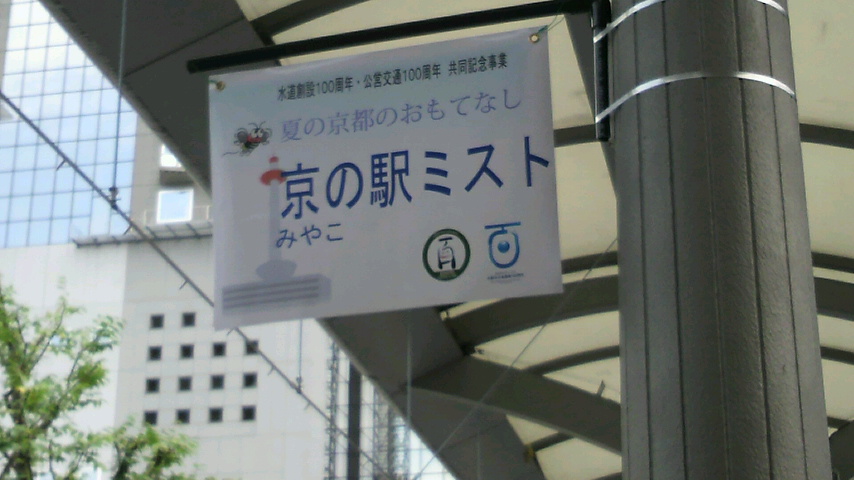 水道創設100周年・公営交通100周年 共同記念事業
夏の京都のおもてなし
京の駅ミスト
みやこ
百
百